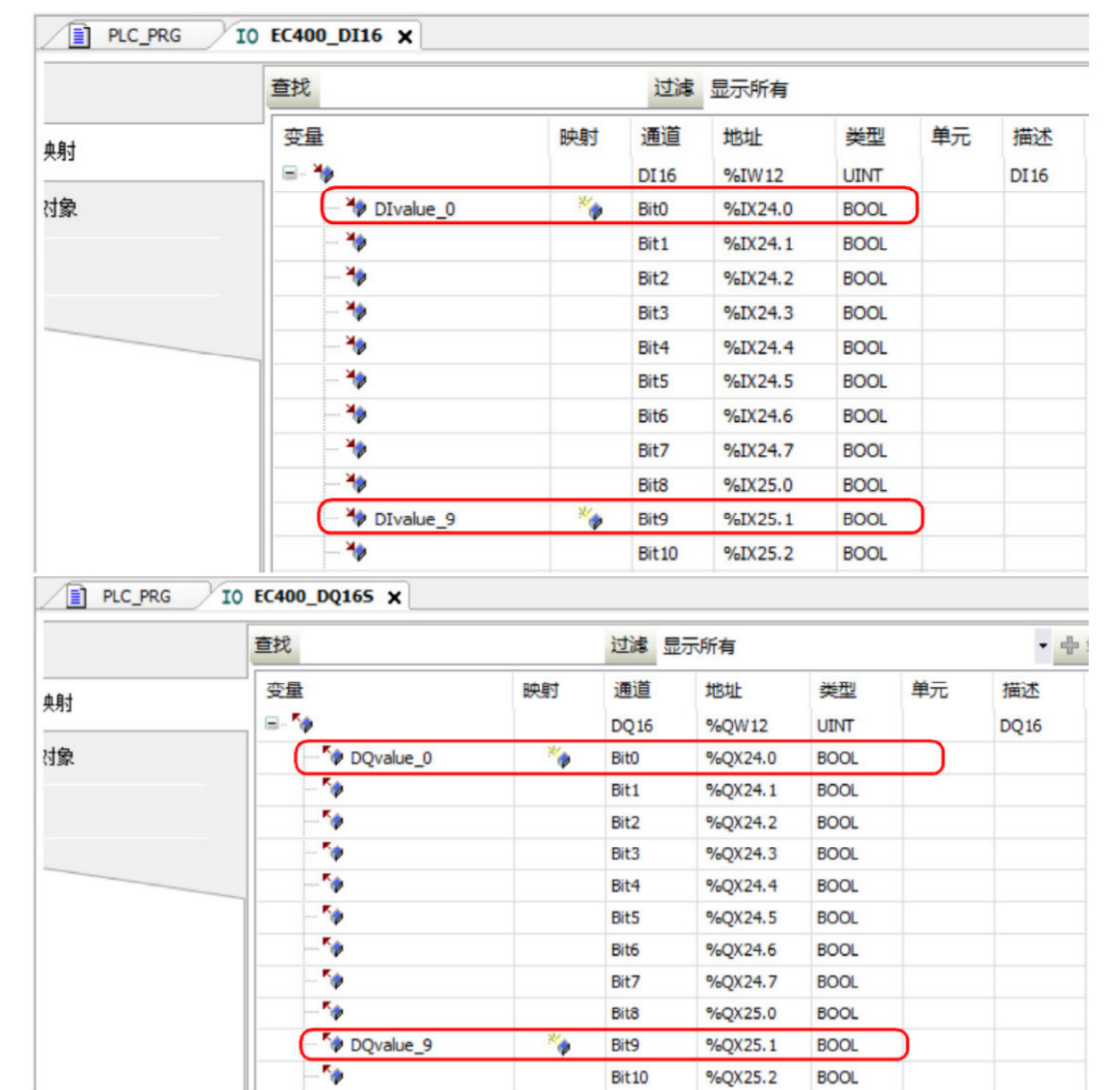 PLC_PRG IO EC400_DI16 x
查找 过滤 显示所有
映射
变量 映射 通道 地址 类型 单元 描述
DI16 %IW12 UINT DI16
对象
DIvalue_0 Bit0 %IX24.0 BOOL
Bit1 %IX24.1 BOOL
Bit2 %IX24.2 BOOL
Bit3 %IX24.3 BOOL
Bit4 %IX24.4 BOOL
Bit5 %IX24.5 BOOL
Bit6 %IX24.6 BOOL
Bit7 %IX24.7 BOOL
Bit8 %IX25.0 BOOL
DIvalue_9 Bit9 %IX25.1 BOOL
Bit10 %IX25.2 BOOL
PLC_PRG IO EC400_DQ16S x
查找 过滤 显示所有
映射
变量 映射 通道 地址 类型 单元 描述
DQ16 %QW12 UINT DQ16
对象
DQvalue_0 Bit0 %QX24.0 BOOL
Bit1 %QX24.1 BOOL
Bit2 %QX24.2 BOOL
Bit3 %QX24.3 BOOL
Bit4 %QX24.4 BOOL
Bit5 %QX24.5 BOOL
Bit6 %QX24.6 BOOL
Bit7 %QX24.7 BOOL
Bit8 %QX25.0 BOOL
DQvalue_9 Bit9 %QX25.1 BOOL
Bit10 %QX25.2 BOOL